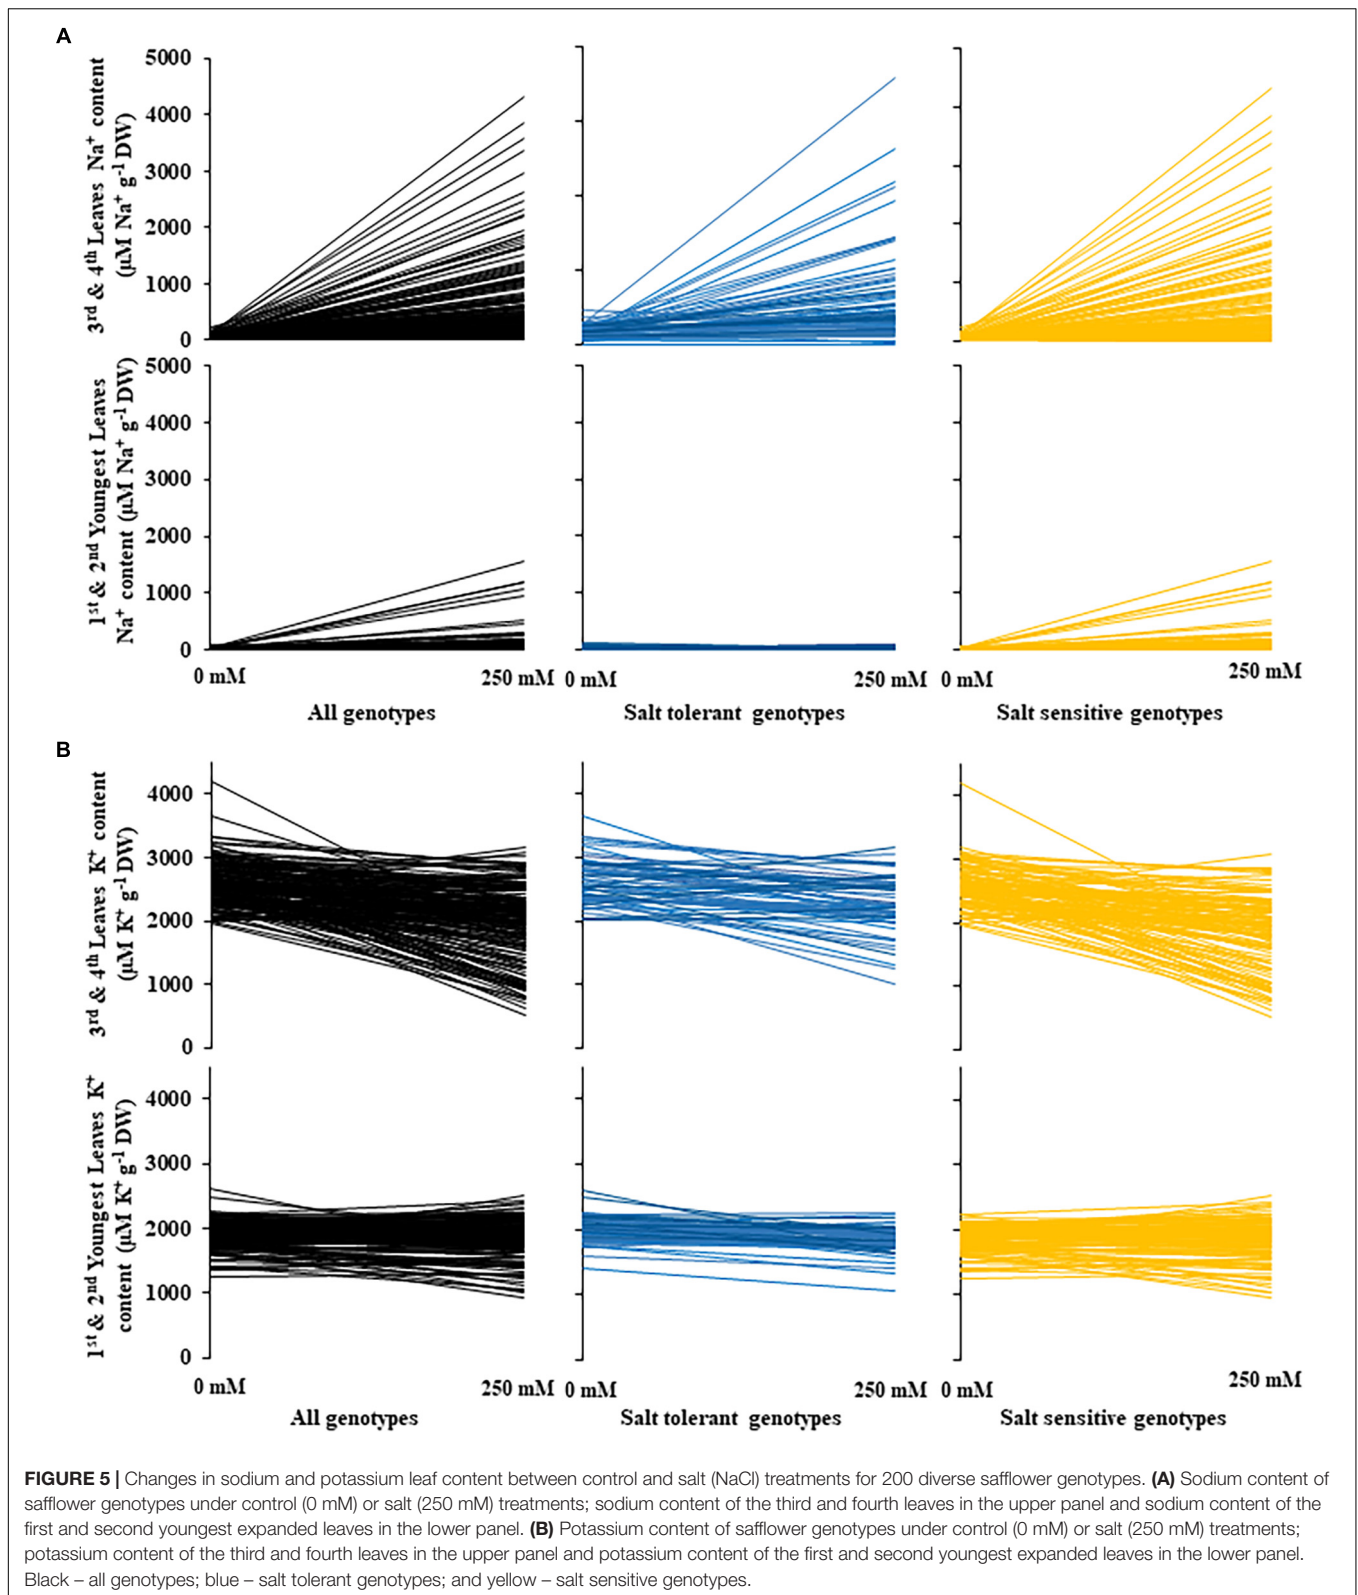 A
3rd & 4th Leaves Na+ content
(µM Na+ g-1 DW)
5000
4000
3000
2000
1000
0
1st & 2nd Youngest Leaves
Na+ content (µM Na+ g-1 DW)
5000
4000
3000
2000
1000
0
0 mM 250 mM 0 mM 250 mM 0 mM 250 mM
All genotypes Salt tolerant genotypes Salt sensitive genotypes
B
3rd & 4th Leaves K+ content
(µM K+ g-1 DW)
4000
3000
2000
1000
0
1st & 2nd Youngest Leaves K+
content (µM K+ g-1 DW)
4000
3000
2000
1000
0
0 mM 250 mM 0 mM 250 mM 0 mM 250 mM
All genotypes Salt tolerant genotypes Salt sensitive genotypes
FIGURE 5 | Changes in sodium and potassium leaf content between control and salt (NaCl) treatments for 200 diverse safflower genotypes. (A) Sodium content of
safflower genotypes under control (0 mM) or salt (250 mM) treatments; sodium content of the third and fourth leaves in the upper panel and sodium content of the
first and second youngest expanded leaves in the lower panel. (B) Potassium content of safflower genotypes under control (0 mM) or salt (250 mM) treatments;
potassium content of the third and fourth leaves in the upper panel and potassium content of the first and second youngest expanded leaves in the lower panel.
Black – all genotypes; blue – salt tolerant genotypes; and yellow – salt sensitive genotypes.